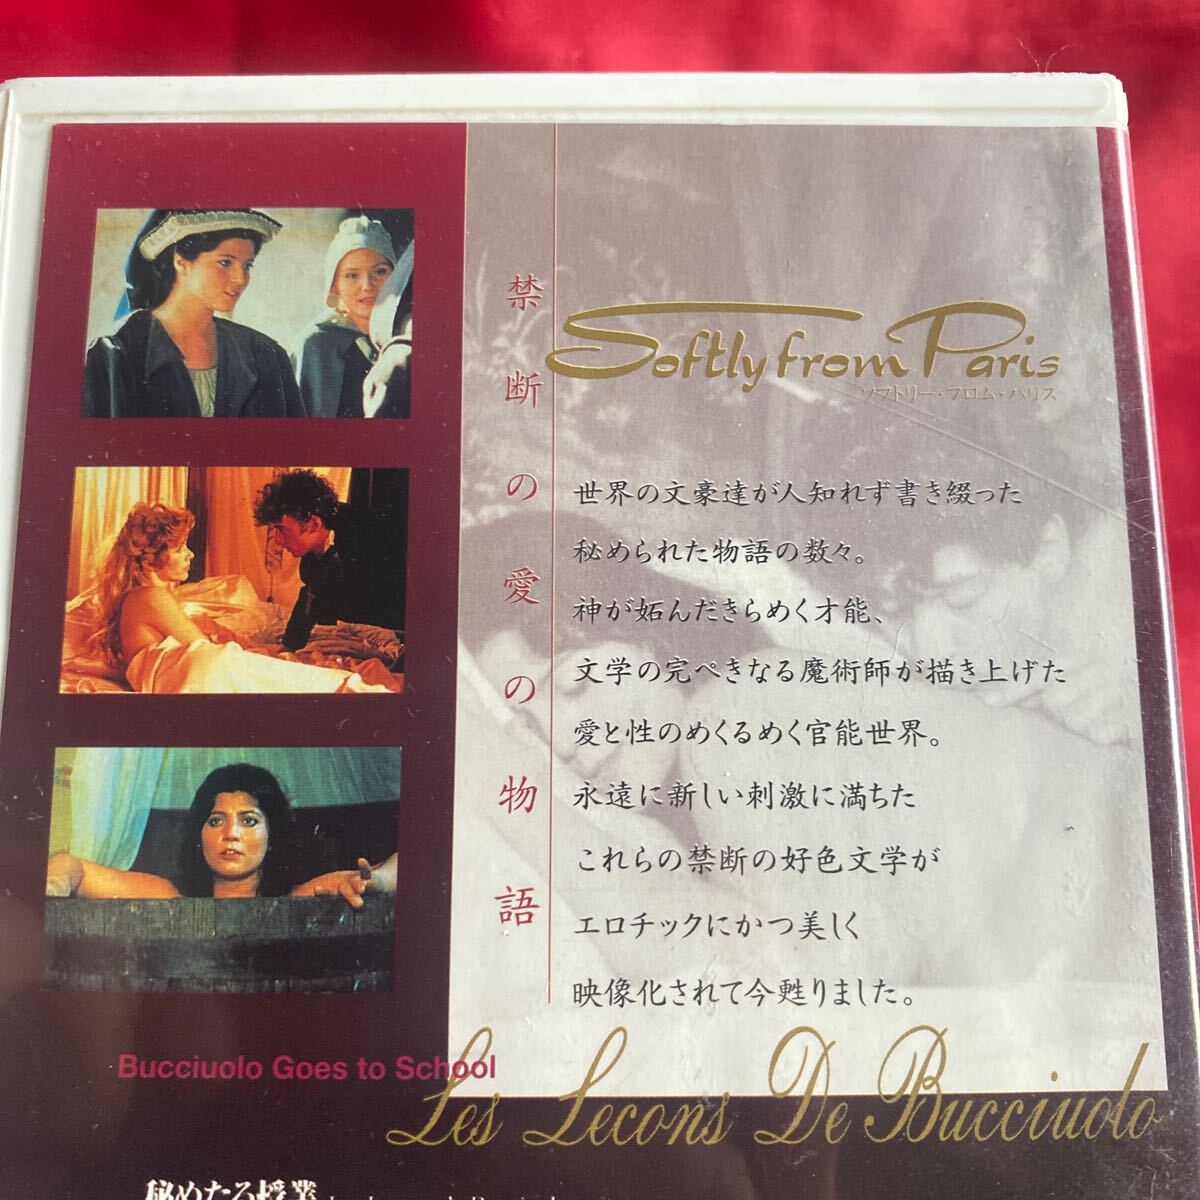 禁断の愛の物語
Softly from Paris
ソフトリー・フロム・パリス
世界の文豪達が人知れず書き綴った
秘められた物語の数々。
神が妬んだきらめく才能、
文学の完ぺきなる魔術師が描き上げた
愛と性のめくるめく官能世界。
永遠に新しい刺激に満ちた
これらの禁断の好色文学が
エロチックにかつ美しく
映像化されて今甦りました。
Bucciuolo Goes to School
Les Lecons De Bucciuolo
秘めたる授業